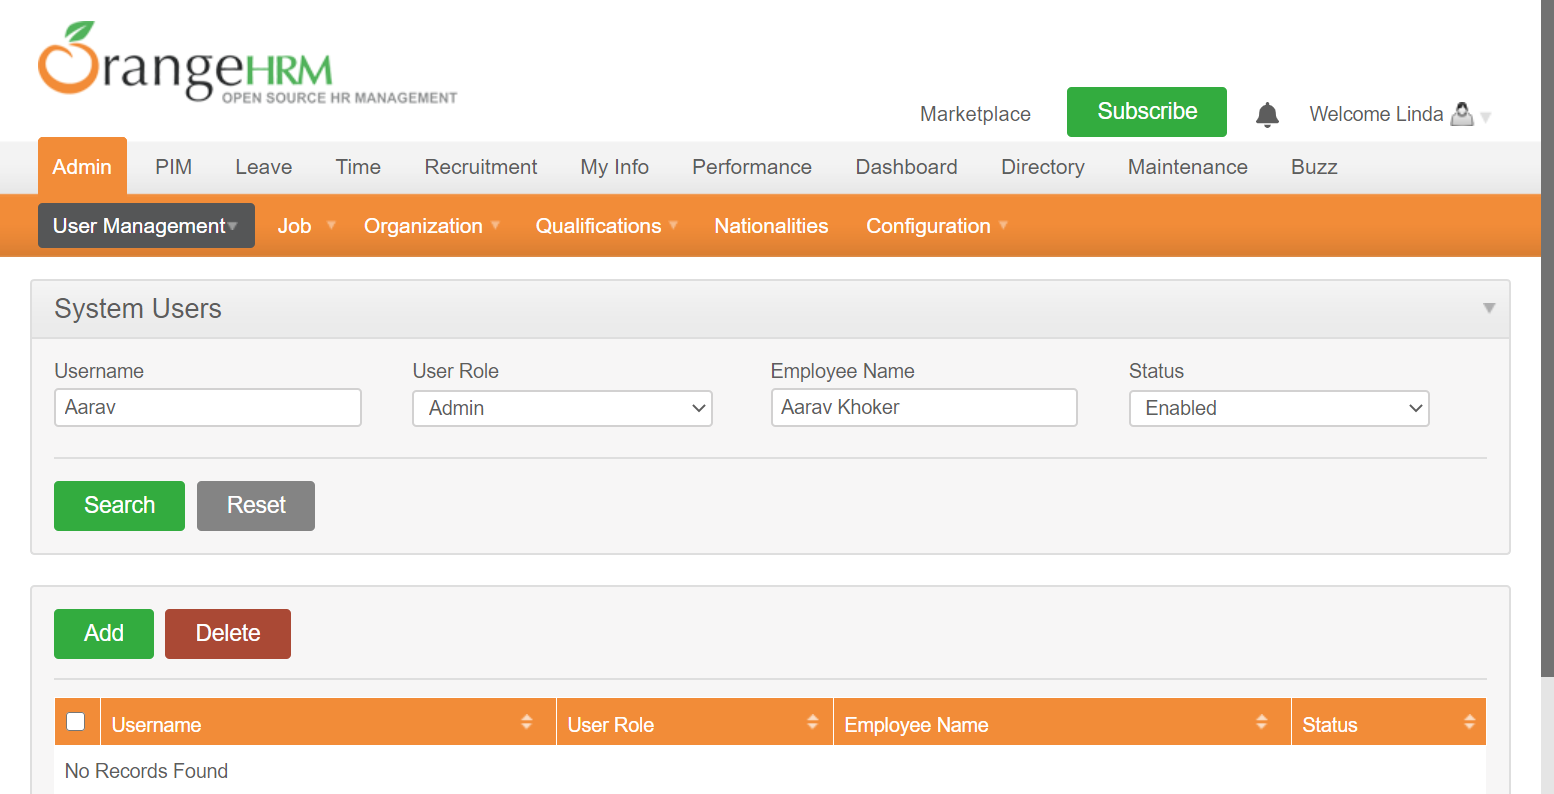 OrangeHRM
OPEN SOURCE HR MANAGEMENT
Marketplace Subscribe Welcome Linda
Admin PIM Leave Time Recruitment My Info Performance Dashboard Directory Maintenance Buzz
User Management Job Organization Qualifications Nationalities Configuration
System Users
Username User Role Employee Name Status
Aarav Admin Aarav Khoker Enabled
Search Reset
Add Delete
Username User Role Employee Name Status
No Records Found